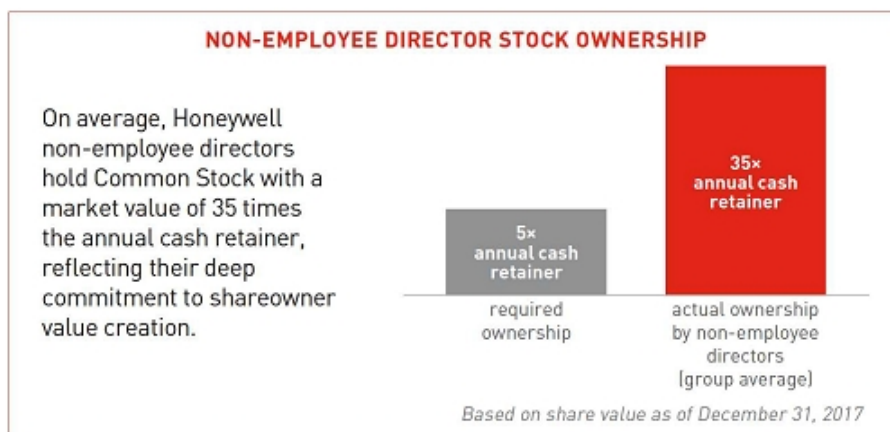 NON-EMPLOYEE DIRECTOR STOCK OWNERSHIP
On average, Honeywell
non-employee directors
hold Common Stock with a
market value of 35 times
the annual cash retainer,
reflecting their deep
commitment to shareowner
value creation.
5×
annual cash
retainer
required
ownership
35×
annual cash
retainer
actual ownership
by non-employee
directors
(group average)
Based on share value as of December 31, 2017